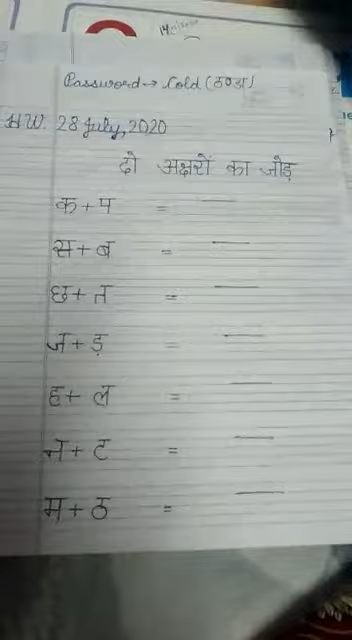 Password → Cold (ठण्डा)
H.W. 28 July, 2020
दो अक्षरों का जोड़
क + प =
स + ब =
छ + त =
ज + ड़ =
ह + ल =
न + ट =
म + ठ =